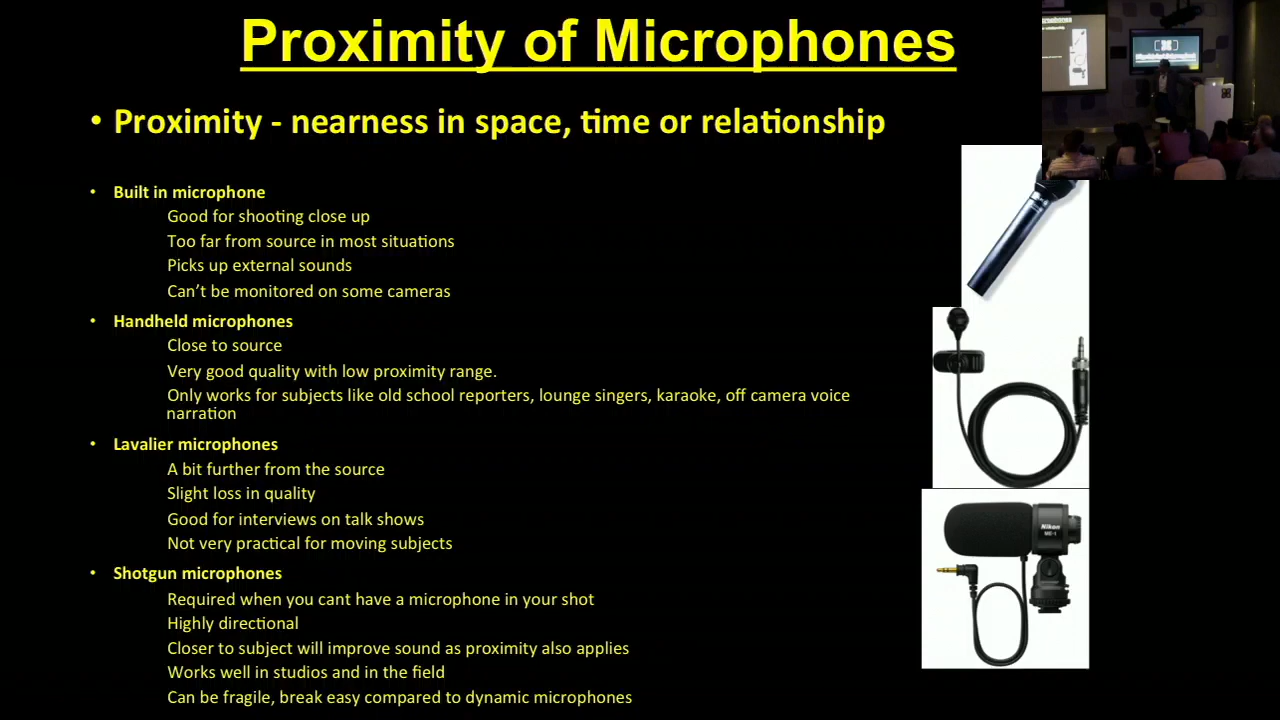 Proximity of Microphones
• Proximity - nearness in space, time or relationship
• Built in microphone
Good for shooting close up
Too far from source in most situations
Picks up external sounds
Can’t be monitored on some cameras
• Handheld microphones
Close to source
Very good quality with low proximity range.
Only works for subjects like old school reporters, lounge singers, karaoke, off camera voice
narration
• Lavalier microphones
A bit further from the source
Slight loss in quality
Good for interviews on talk shows
Not very practical for moving subjects
• Shotgun microphones
Required when you cant have a microphone in your shot
Highly directional
Closer to subject will improve sound as proximity also applies
Works well in studios and in the field
Can be fragile, break easy compared to dynamic microphones
Nikon
ME-1